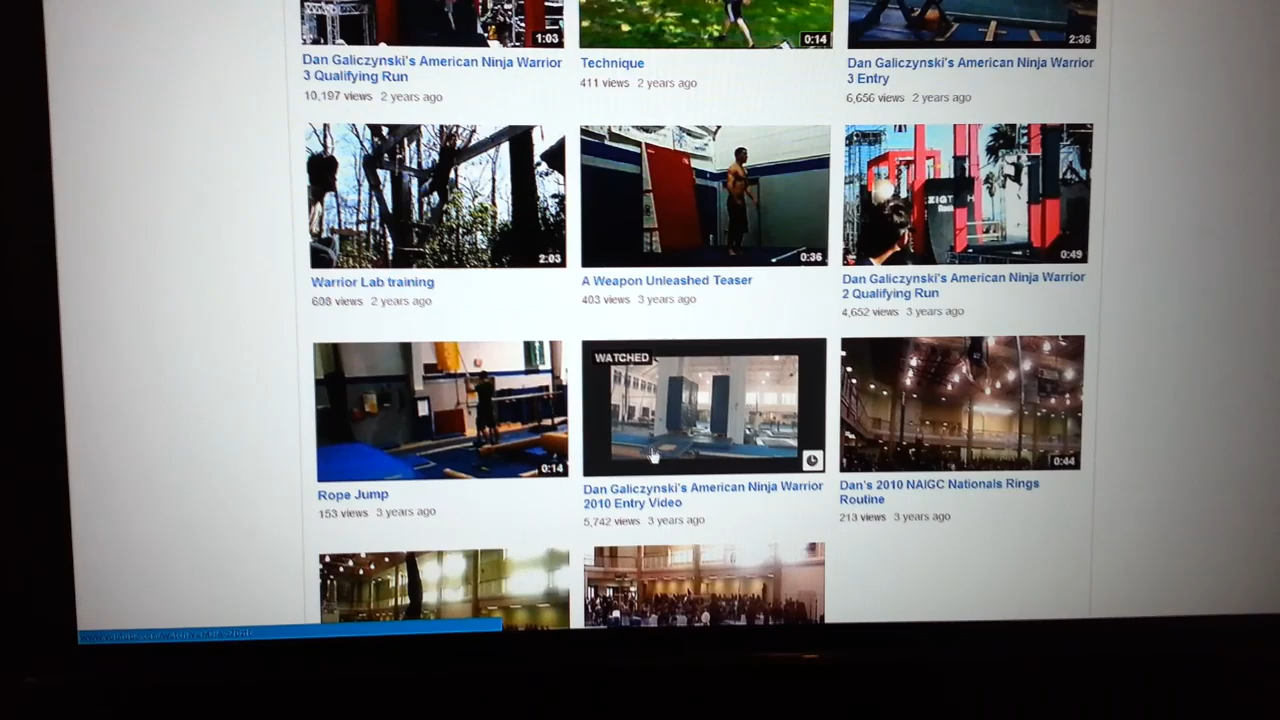 1:03
0:14
2:36
Dan Galiczynski's American Ninja Warrior
3 Qualifying Run
10,197 views 2 years ago
Technique
411 views 2 years ago
Dan Galiczynski's American Ninja Warrior
3 Entry
6,656 views 2 years ago
2:03
0:36
0:49
Warrior Lab training
608 views 2 years ago
A Weapon Unleashed Teaser
403 views 3 years ago
Dan Galiczynski's American Ninja Warrior
2 Qualifying Run
4,652 views 3 years ago
WATCHED
0:14
0:44
Rope Jump
153 views 3 years ago
Dan Galiczynski's American Ninja Warrior
2010 Entry Video
5,742 views 3 years ago
Dan's 2010 NAIGC Nationals Rings
Routine
213 views 3 years ago